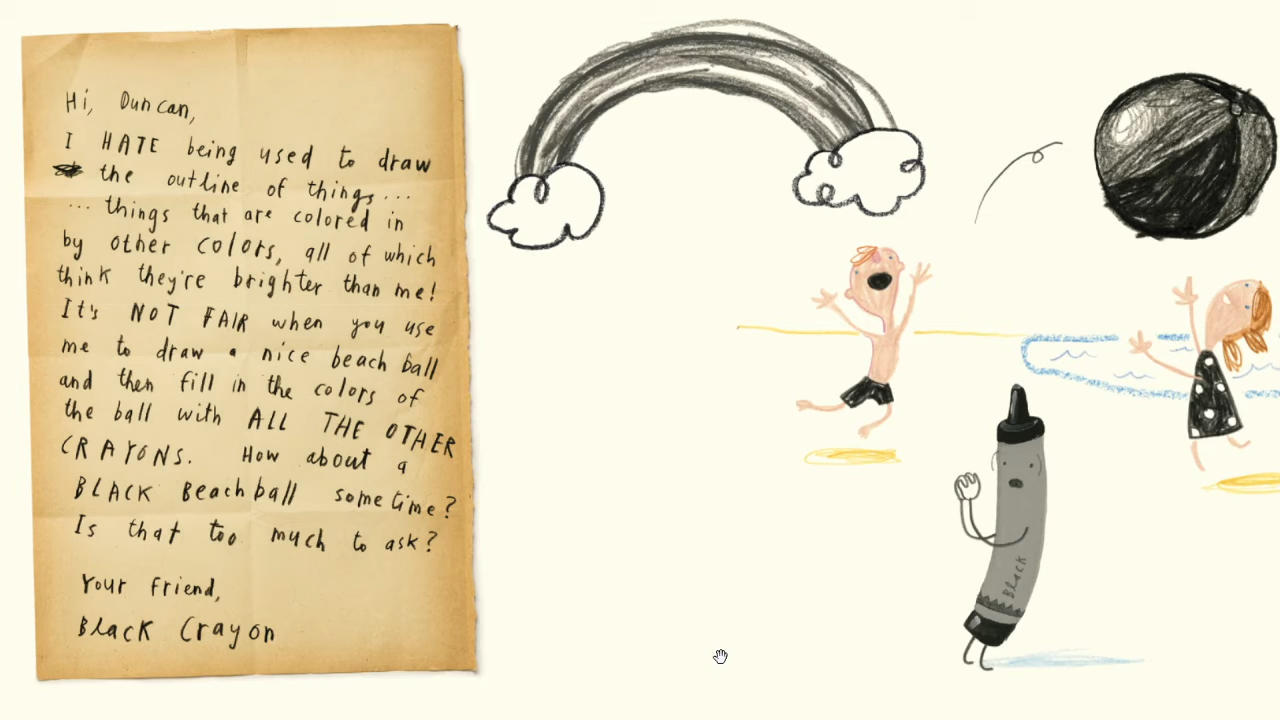 Hi, Duncan,
I HATE being used to draw
the outline of things...
...things that are colored in
by other colors, all of which
think they're brighter than me!
It's NOT FAIR when you use
me to draw a nice beach ball
and then fill in the colors of
the ball with ALL THE OTHER
CRAYONS. How about a
BLACK Beach ball sometime?
Is that too much to ask?
Your friend,
Black Crayon
Black